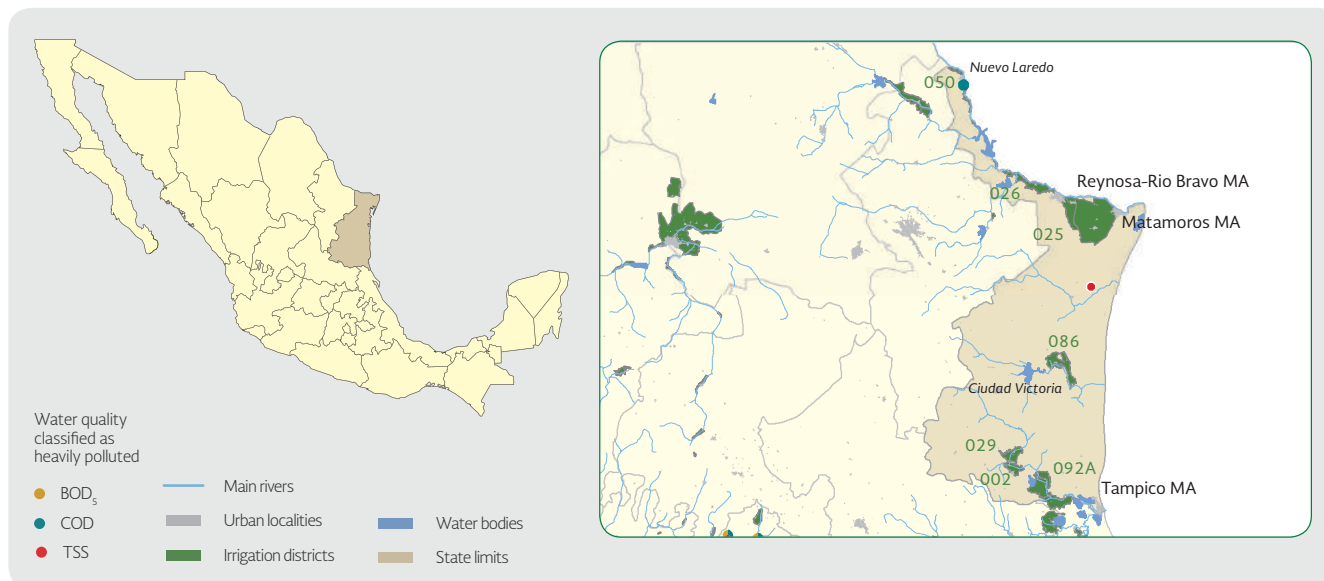 Water quality
classified as
heavily polluted
BOD5
COD
TSS
Main rivers
Urban localities
Irrigation districts
Water bodies
State limits
Nuevo Laredo
050
Reynosa-Rio Bravo MA
026
Matamoros MA
025
086
Ciudad Victoria
029
092A
002
Tampico MA